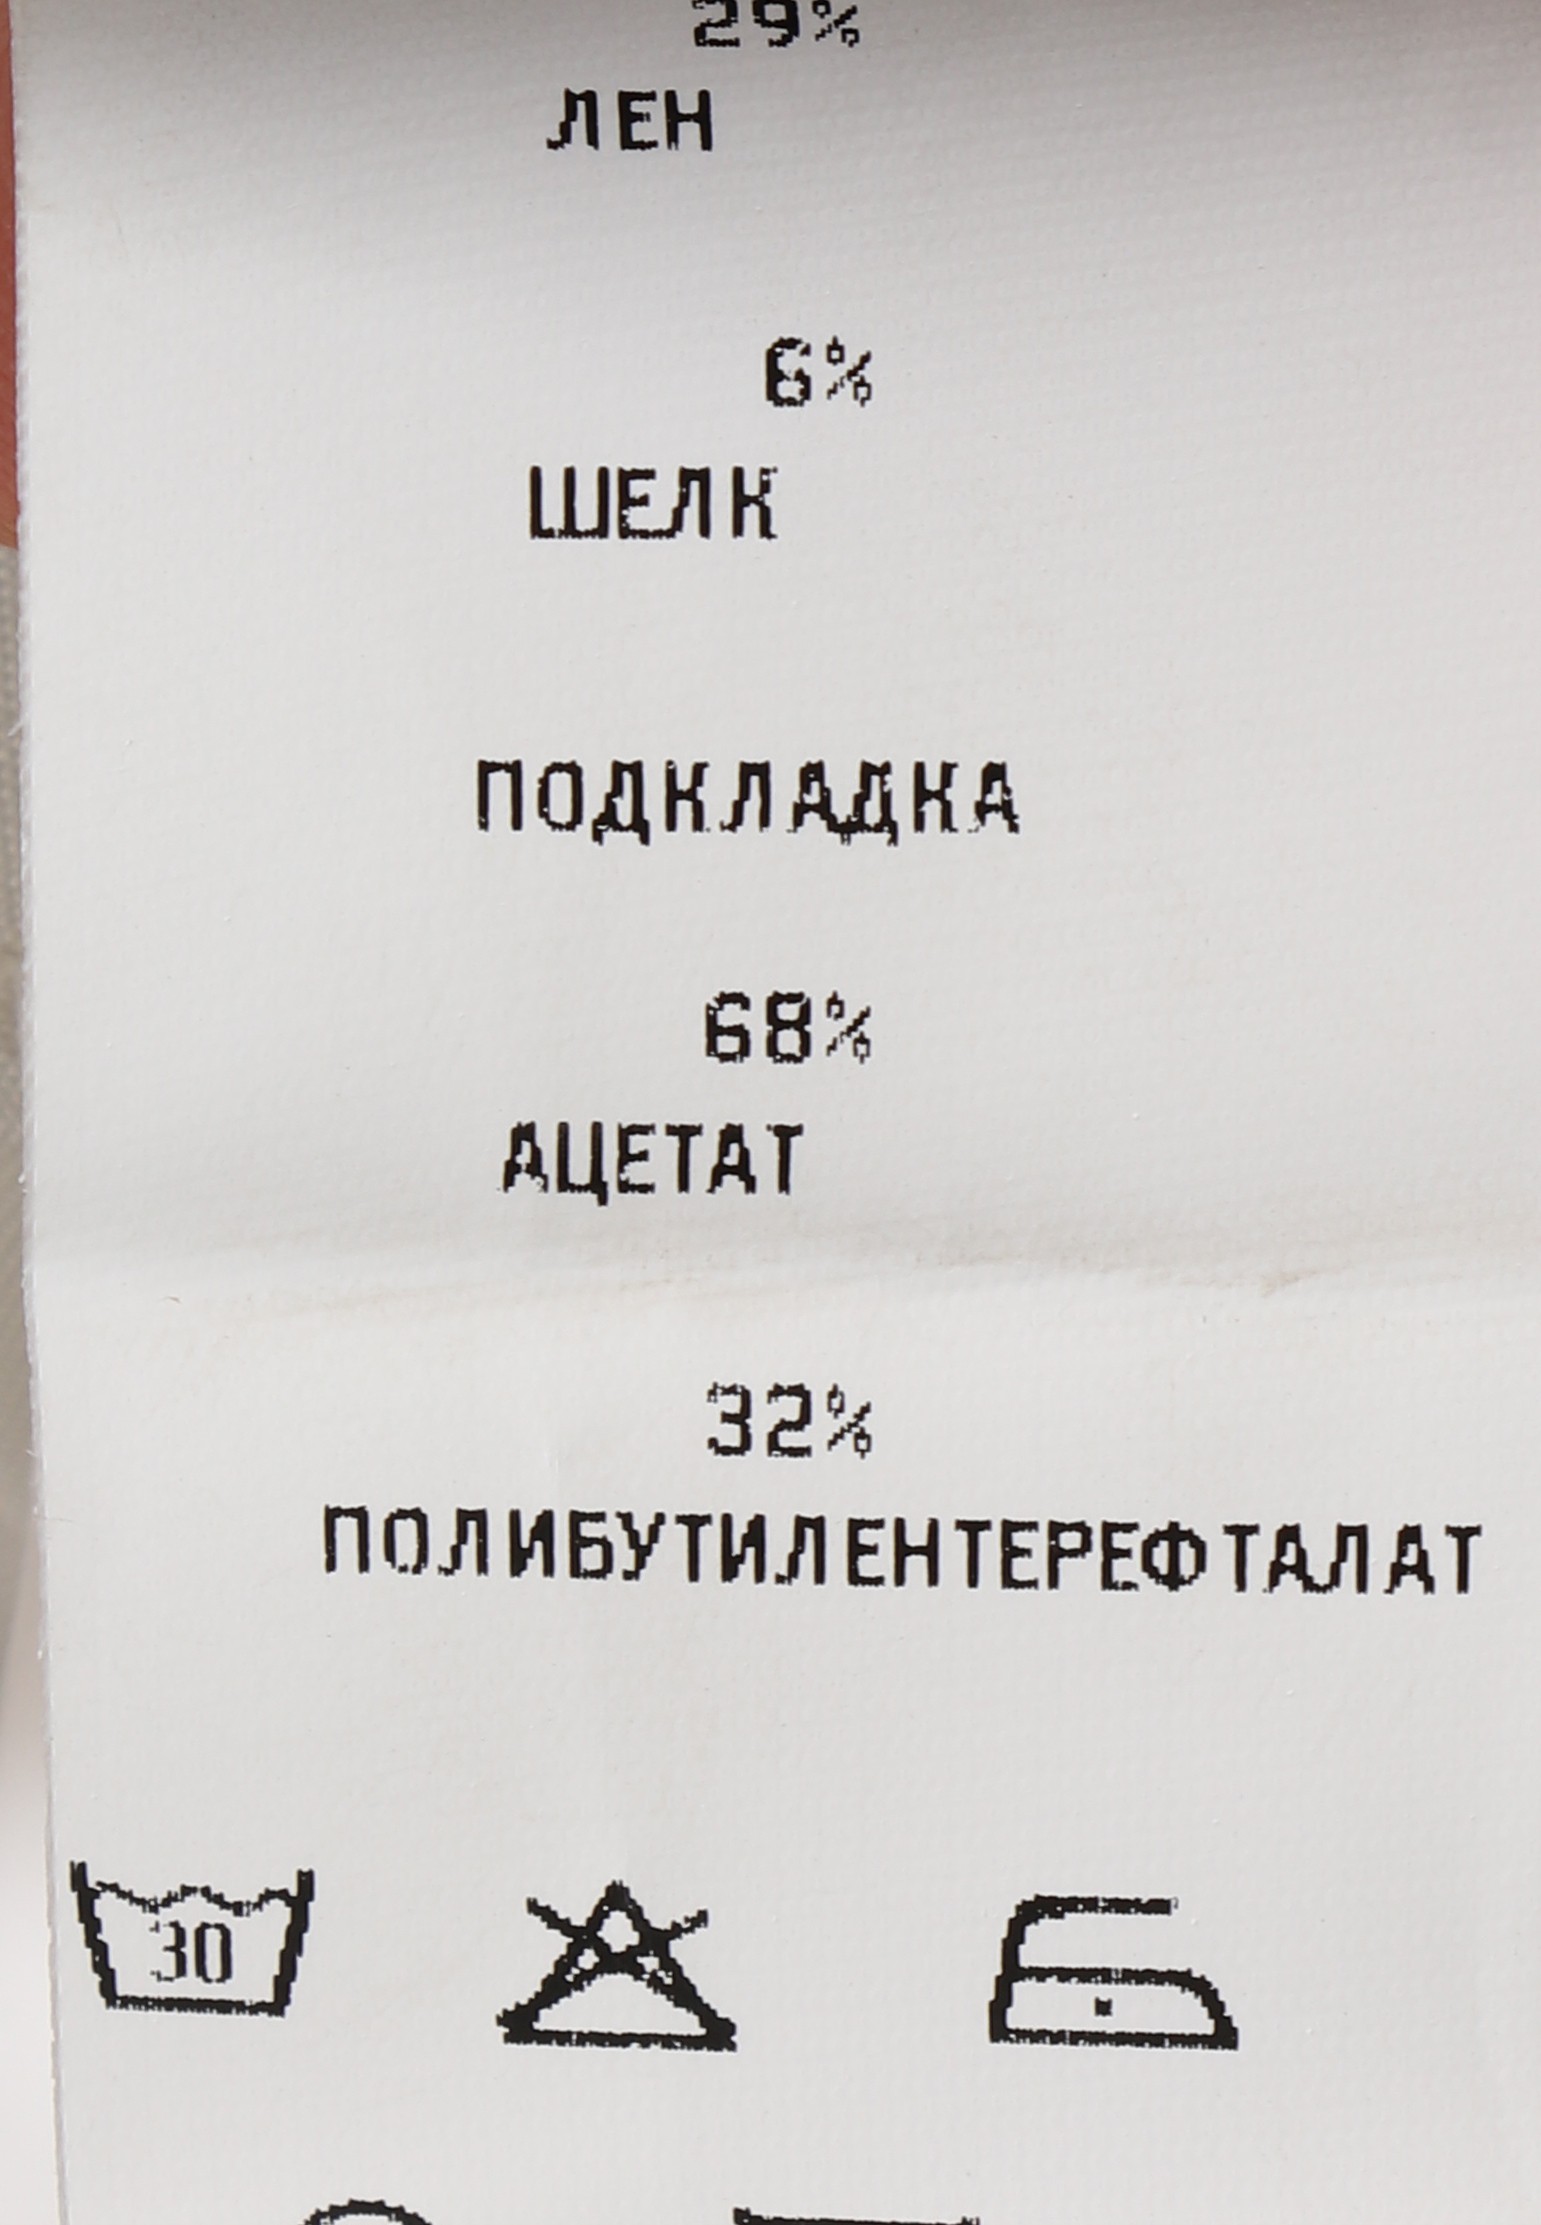 29%
ЛЕН
6%
ШЕЛК
ПОДКЛАДКА
68%
АЦЕТАТ
32%
ПОЛИБУТИЛЕНТЕРЕФТАЛАТ
30